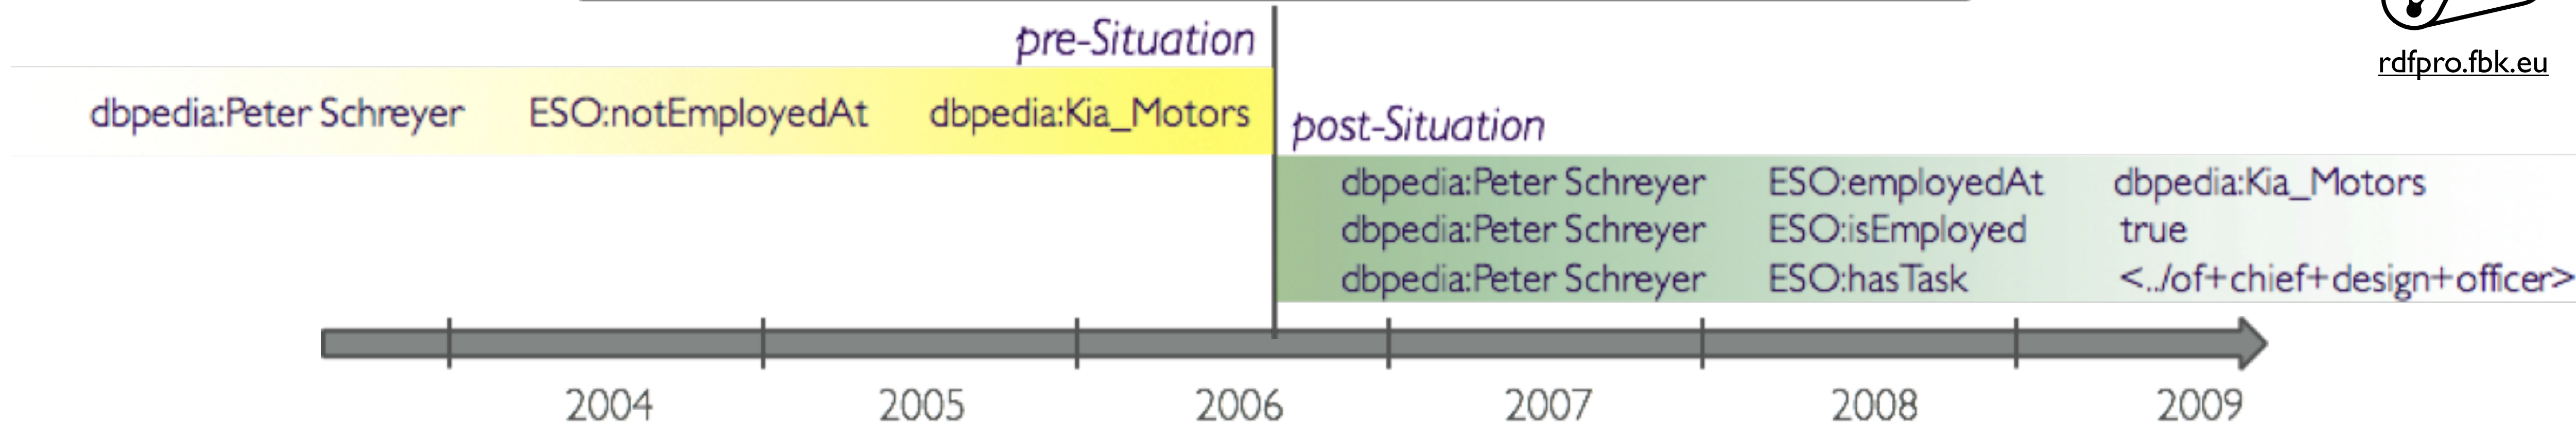 pre-Situation
rdfpro.fbk.eu
dbpedia:Peter Schreyer ESO:notEmployedAt dbpedia:Kia_Motors
post-Situation
dbpedia:Peter Schreyer ESO:employedAt dbpedia:Kia_Motors
dbpedia:Peter Schreyer ESO:isEmployed true
dbpedia:Peter Schreyer ESO:hasTask <../of+chief+design+officer>
2004 2005 2006 2007 2008 2009